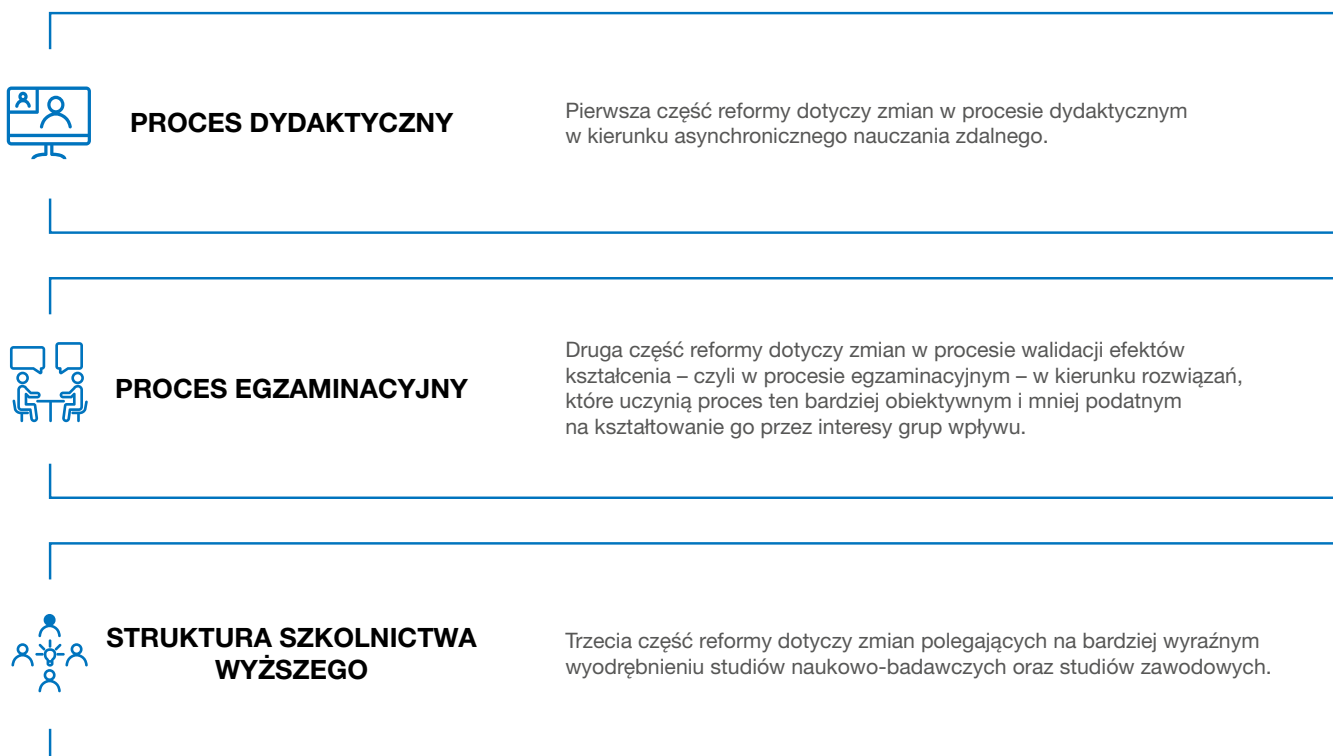 PROCES DYDAKTYCZNY
Pierwsza część reformy dotyczy zmian w procesie dydaktycznym
w kierunku asynchronicznego nauczania zdalnego.
PROCES EGZAMINACYJNY
Druga część reformy dotyczy zmian w procesie walidacji efektów
kształcenia – czyli w procesie egzaminacyjnym – w kierunku rozwiązań,
które uczynią proces ten bardziej obiektywnym i mniej podatnym
na kształtowanie go przez interesy grup wpływu.
STRUKTURA SZKOLNICTWA
WYŻSZEGO
Trzecia część reformy dotyczy zmian polegających na bardziej wyraźnym
wyodrębnieniu studiów naukowo-badawczych oraz studiów zawodowych.